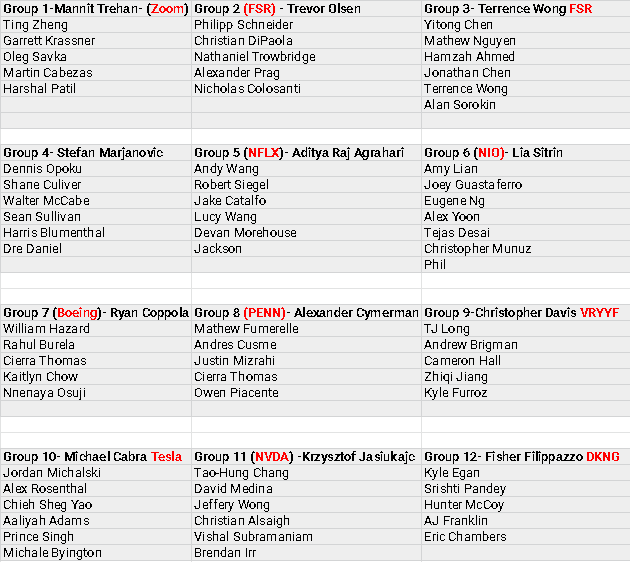 Group 1-Mannit Trehan- (Zoom)
Ting Zheng
Garrett Krassner
Oleg Savka
Martin Cabezas
Harshal Patil
Group 2 (FSR) - Trevor Olsen
Philipp Schneider
Christian DiPaola
Nathaniel Trowbridge
Alexander Prag
Nicholas Colosanti
Group 3- Terrence Wong FSR
Yitong Chen
Mathew Nguyen
Hamzah Ahmed
Jonathan Chen
Terrence Wong
Alan Sorokin
Group 4- Stefan Marjanovic
Dennis Opoku
Shane Culiver
Walter McCabe
Sean Sullivan
Harris Blumenthal
Dre Daniel
Group 5 (NFLX)- Aditya Raj Agrahari
Andy Wang
Robert Siegel
Jake Catalfo
Lucy Wang
Devan Morehouse
Jackson
Group 6 (NIO)- Lia Sitrin
Amy Lian
Joey Guastaferro
Eugene Ng
Alex Yoon
Tejas Desai
Christopher Munuz
Phil
Group 7 (Boeing)- Ryan Coppola
William Hazard
Rahul Burela
Cierra Thomas
Kaitlyn Chow
Nnenaya Osuji
Group 8 (PENN)- Alexander Cymerman
Mathew Fumerelle
Andres Cusme
Justin Mizrahi
Cierra Thomas
Owen Piacente
Group 9-Christopher Davis VRYYF
TJ Long
Andrew Brigman
Cameron Hall
Zhiqi Jiang
Kyle Furroz
Group 10- Michael Cabra Tesla
Jordan Michalski
Alex Rosenthal
Chieh Sheg Yao
Aaliyah Adams
Prince Singh
Michale Byington
Group 11 (NVDA) -Krzysztof Jasiukajc
Tao-Hung Chang
David Medina
Jeffery Wong
Christian Alsaigh
Vishal Subramaniam
Brendan Irr
Group 12- Fisher Filippazzo DKNG
Kyle Egan
Srishti Pandey
Hunter McCoy
AJ Franklin
Eric Chambers